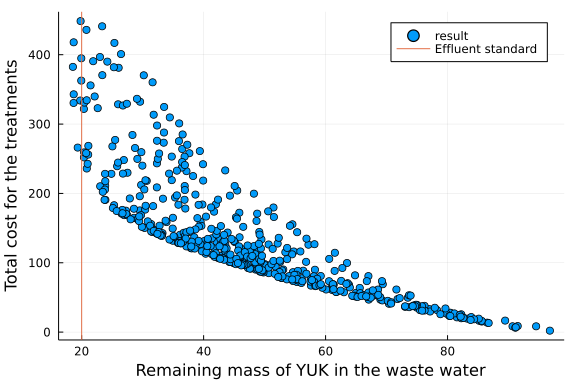 result
Effluent standard
Total cost for the treatments
400
300
200
100
0
20 40 60 80
Remaining mass of YUK in the waste water